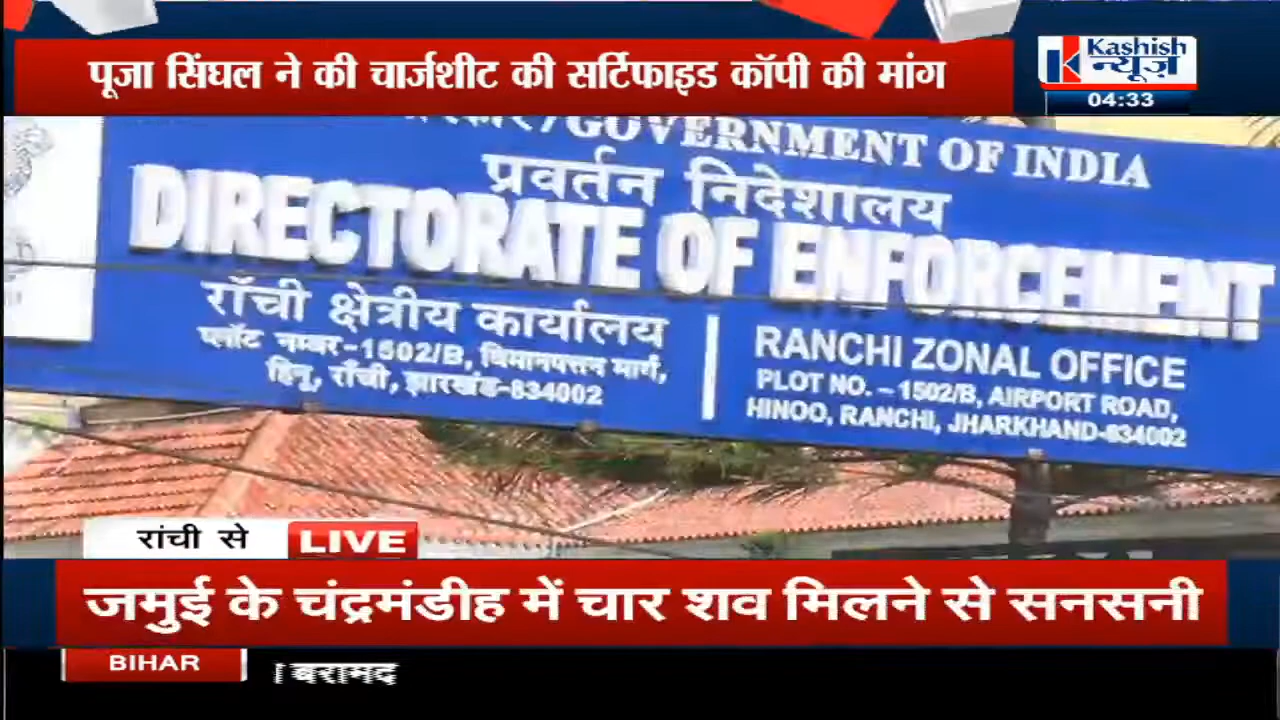 पूजा सिंघल ने की चार्जशीट की सर्टिफाइड कॉपी की मांग
Kashish
न्यूज़
04:33
GOVERNMENT OF INDIA
प्रवर्तन निदेशालय
DIRECTORATE OF ENFORCEMENT
राँची क्षेत्रीय कार्यालय
प्लॉट नम्बर-1502/B, विमानपत्तन मार्ग,
हिनू, राँची, झारखंड-834002
RANCHI ZONAL OFFICE
PLOT NO. – 1502/B, AIRPORT ROAD,
HINOO, RANCHI, JHARKHAND-834002
रांची से
LIVE
जमुई के चंद्रमंडीह में चार शव मिलने से सनसनी
BIHAR
। बरामद